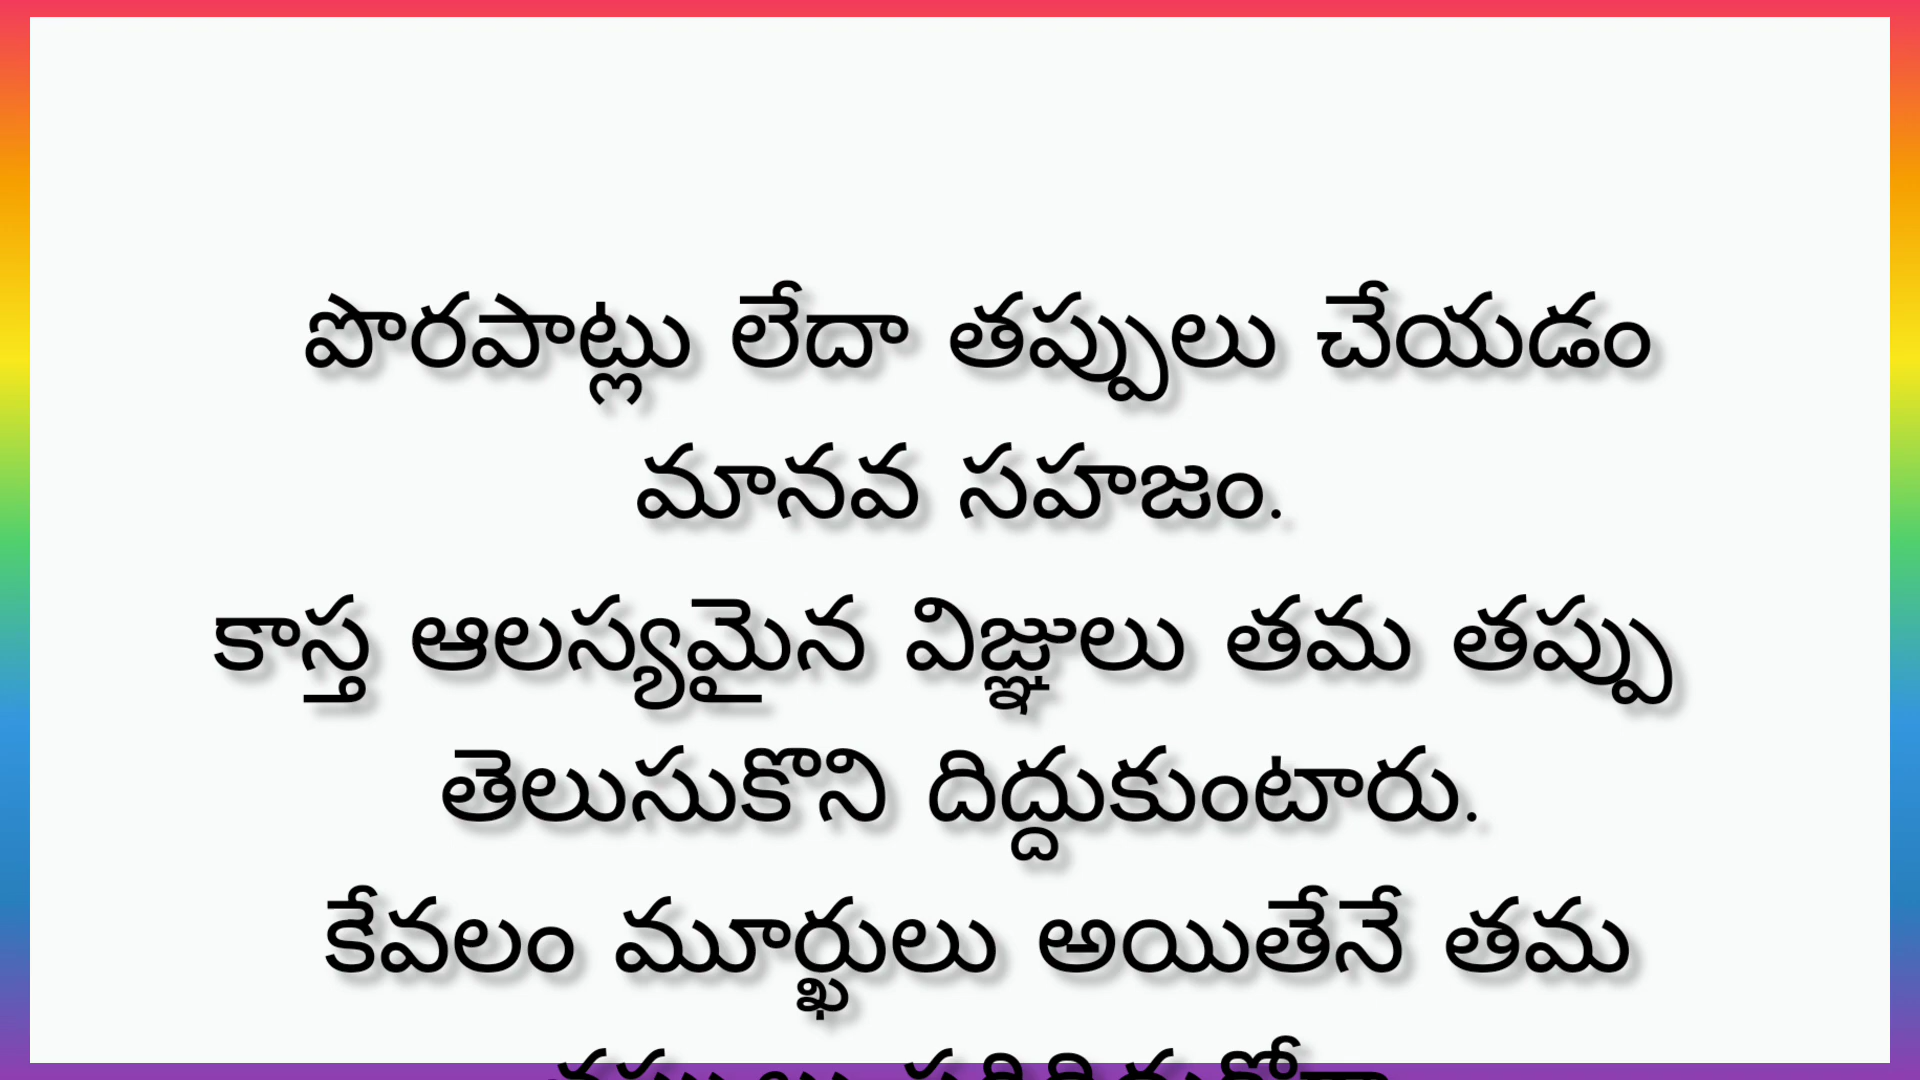 పొరపాట్లు లేదా తప్పులు చేయడం
మానవ సహజం.
కాస్త ఆలస్యమైన విజ్ఞులు తమ తప్పు
తెలుసుకొని దిద్దుకుంటారు.
కేవలం మూర్ఖులు అయితేనే తమ